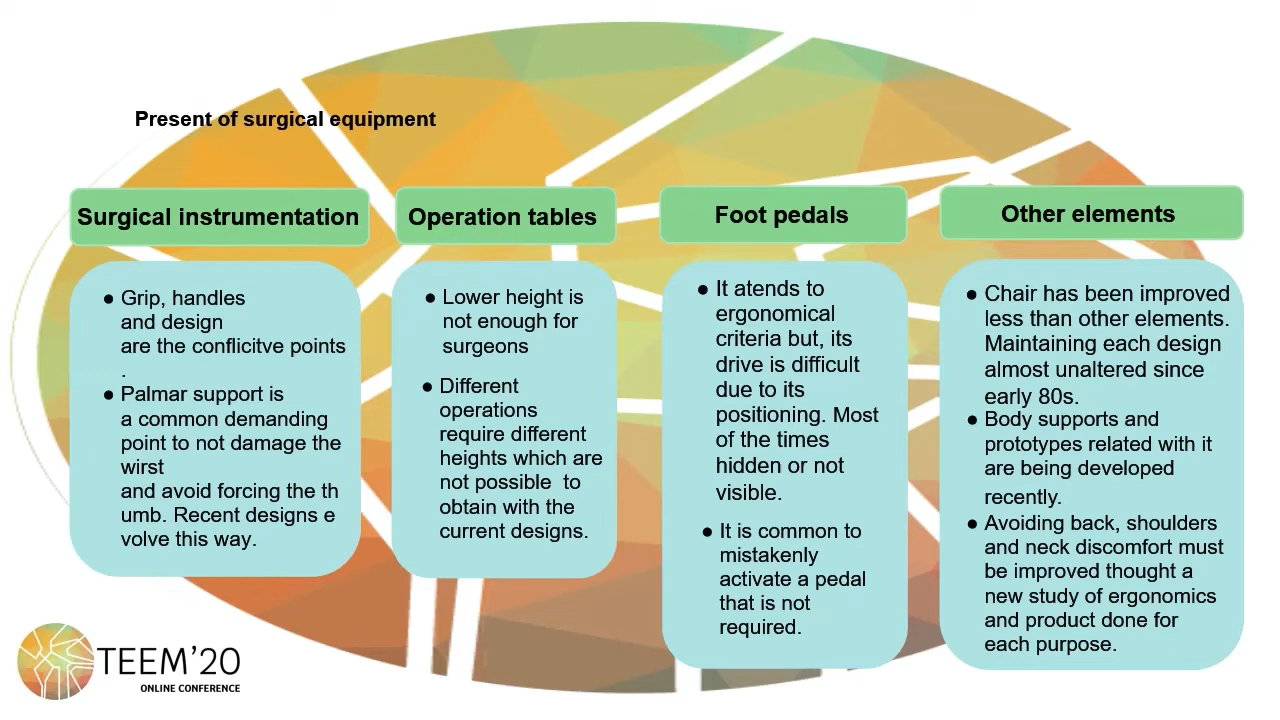 Present of surgical equipment
Surgical instrumentation
● Grip, handles
and design
are the conflicitve points
.
● Palmar support is
a common demanding
point to not damage the
wirst
and avoid forcing the th
umb. Recent designs e
volve this way.
Operation tables
● Lower height is
not enough for
surgeons
● Different
operations
require different
heights which are
not possible to
obtain with the
current designs.
Foot pedals
● It atends to
ergonomical
criteria but, its
drive is difficult
due to its
positioning. Most
of the times
hidden or not
visible.
● It is common to
mistakenly
activate a pedal
that is not
required.
Other elements
● Chair has been improved
less than other elements.
Maintaining each design
almost unaltered since
early 80s.
● Body supports and
prototypes related with it
are being developed
recently.
● Avoiding back, shoulders
and neck discomfort must
be improved thought a
new study of ergonomics
and product done for
each purpose.
TEEM'20
ONLINE CONFERENCE